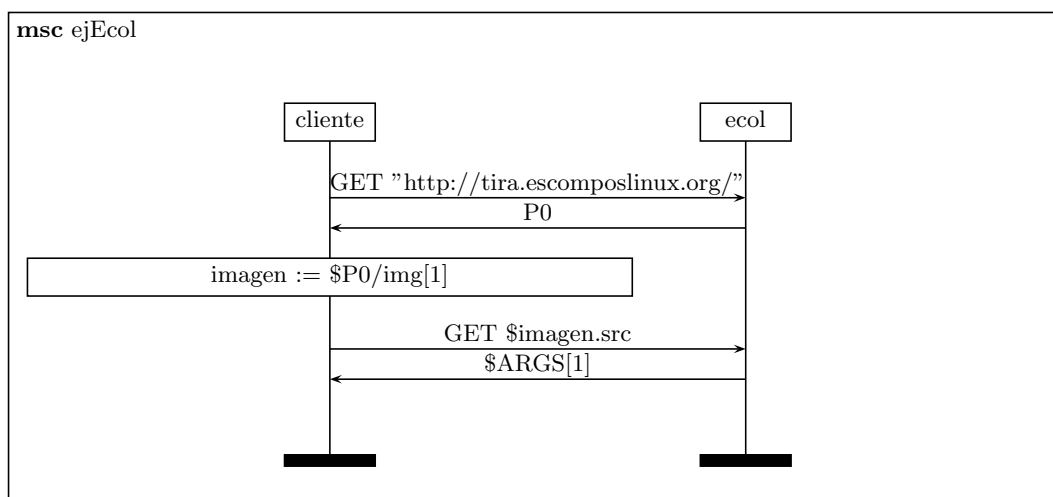 msc ejEcol
cliente
ecol
GET ”http://tira.escomposlinux.org/”
P0
imagen := $P0/img[1]
GET $imagen.src
$ARGS[1]